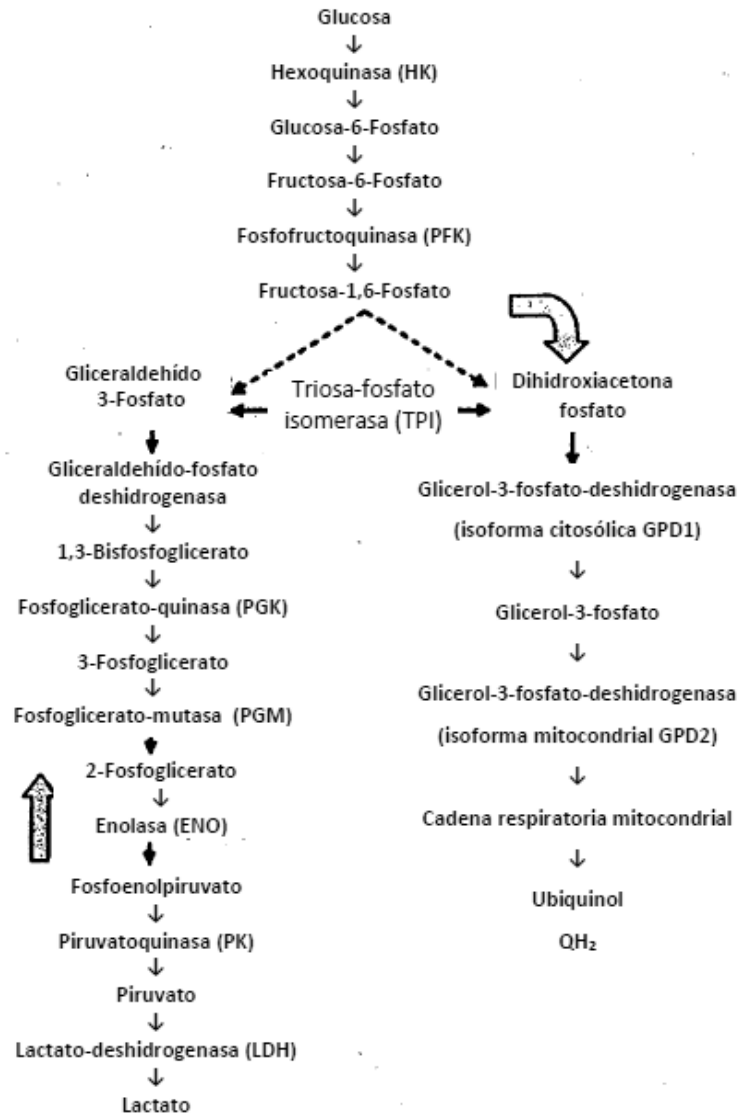 Glucosa
↓
Hexoquinasa (HK)
↓
Glucosa-6-Fosfato
↓
Fructosa-6-Fosfato
↓
Fosfofructoquinasa (PFK)
↓
Fructosa-1,6-Fosfato
Gliceraldehído
3-Fosfato
Triosa-fosfato
isomerasa (TPI)
Dihidroxiacetona
fosfato
Gliceraldehído-fosfato
deshidrogenasa
↓
1,3-Bisfosfoglicerato
↓
Fosfoglicerato-quinasa (PGK)
↓
3-Fosfoglicerato
↓
Fosfoglicerato-mutasa (PGM)
2-Fosfoglicerato
↓
Enolasa (ENO)
Fosfoenolpiruvato
↓
Piruvatoquinasa (PK)
↓
Piruvato
↓
Lactato-deshidrogenasa (LDH)
↓
Lactato
Glicerol-3-fosfato-deshidrogenasa
(isoforma citosólica GPD1)
↓
Glicerol-3-fosfato
↓
Glicerol-3-fosfato-deshidrogenasa
(isoforma mitocondrial GPD2)
↓
Cadena respiratoria mitocondrial
↓
Ubiquinol
QH₂